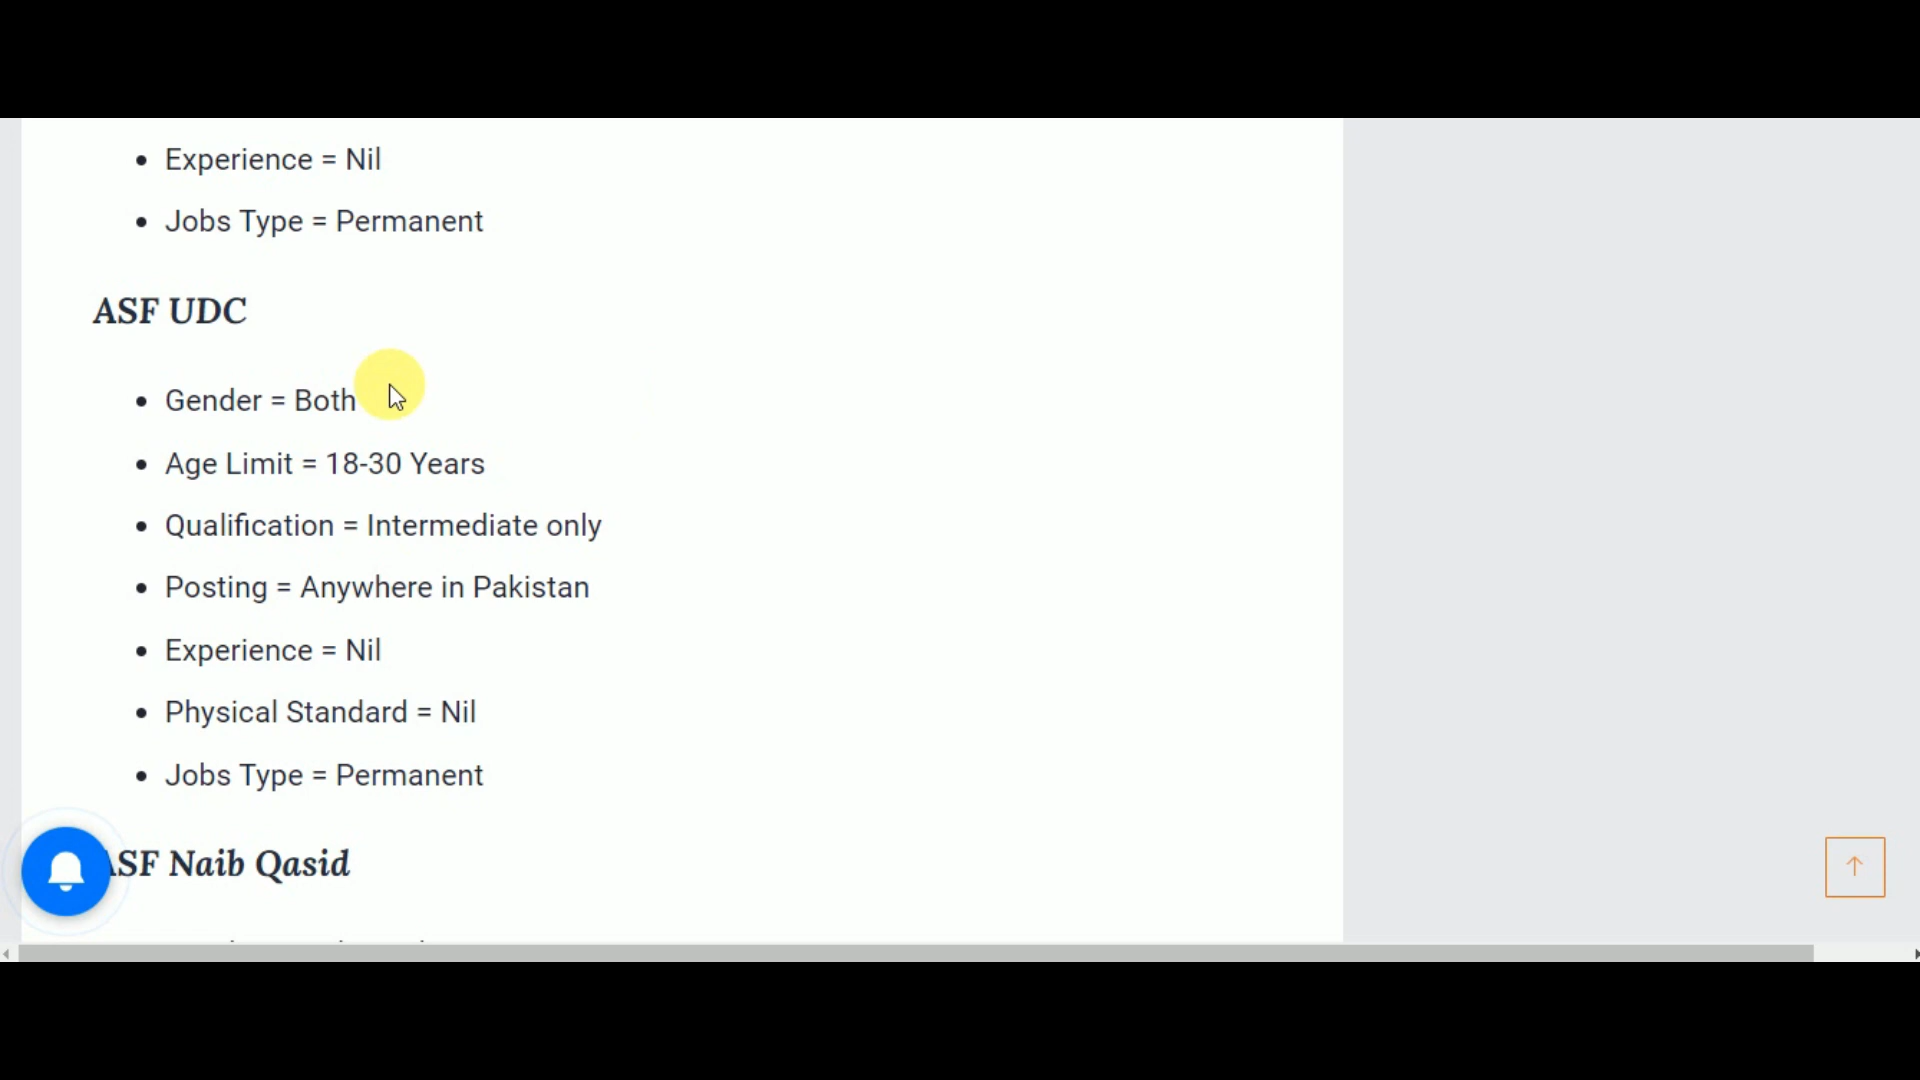 Experience = Nil
Jobs Type = Permanent
ASF UDC
Gender = Both
Age Limit = 18-30 Years
Qualification = Intermediate only
Posting = Anywhere in Pakistan
Experience = Nil
Physical Standard = Nil
Jobs Type = Permanent
ASF Naib Qasid